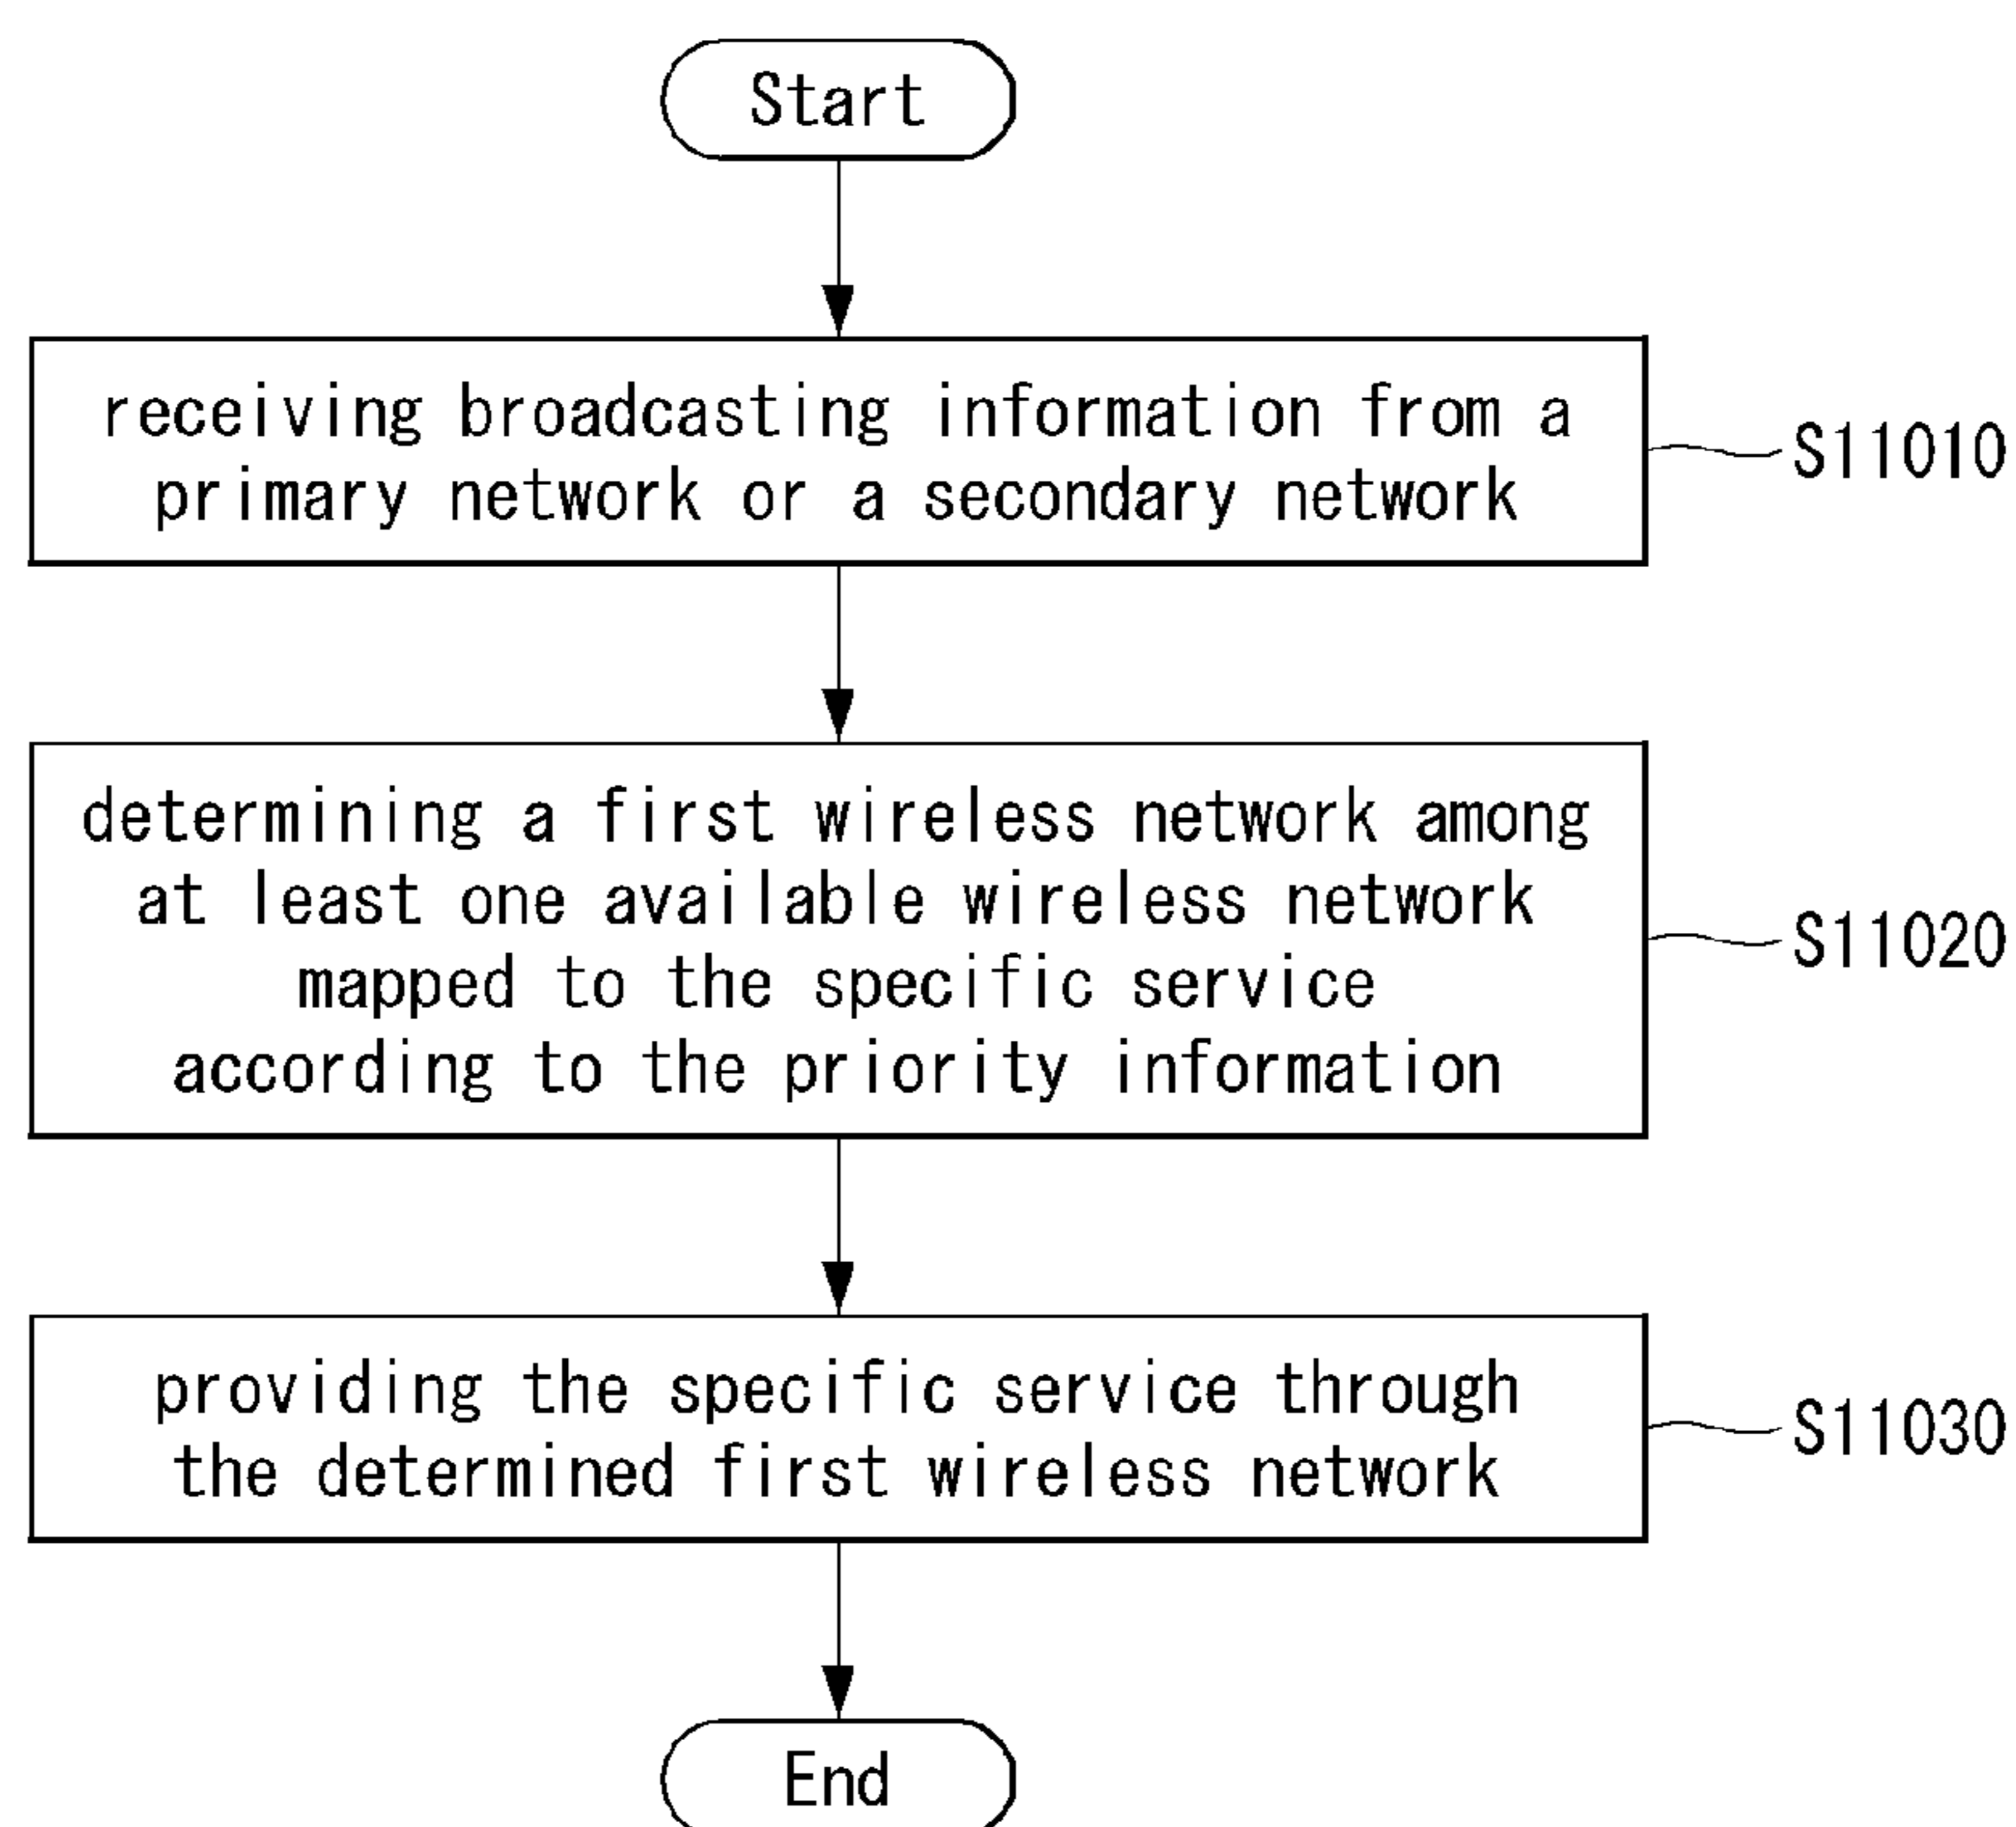 Start
receiving broadcasting information from a
primary network or a secondary network
S11010
determining a first wireless network among
at least one available wireless network
mapped to the specific service
according to the priority information
S11020
providing the specific service through
the determined first wireless network
S11030
End